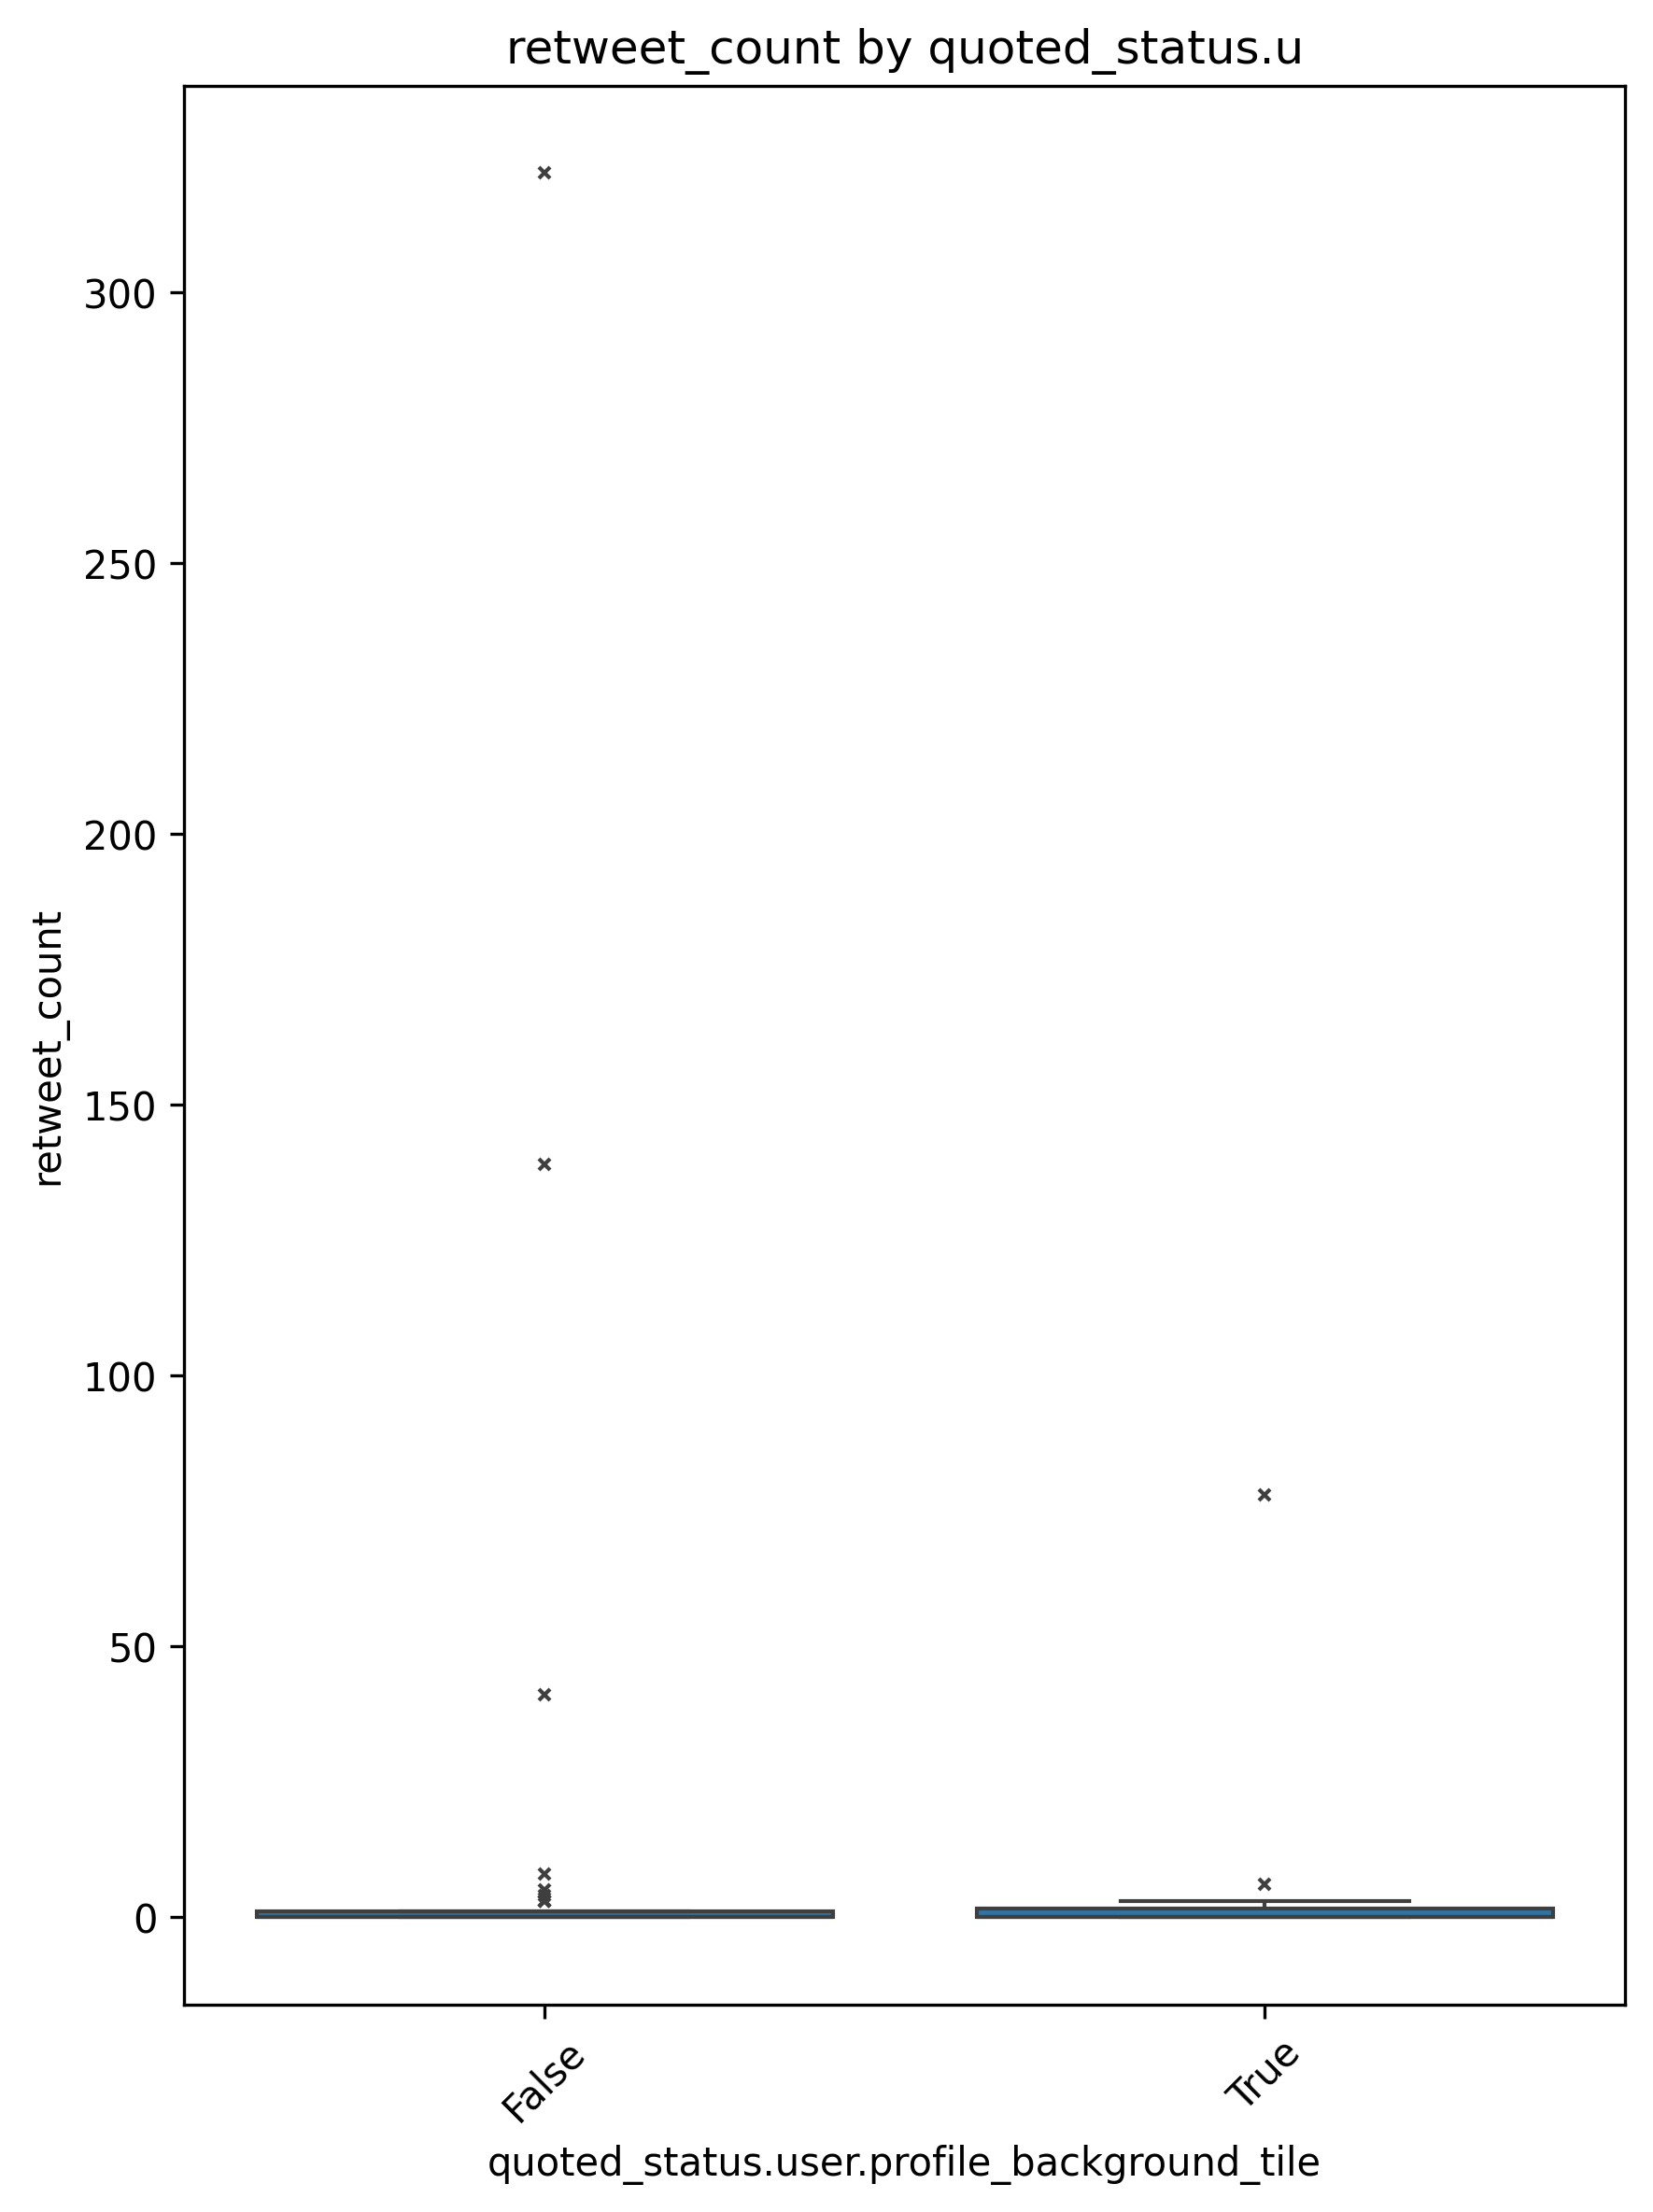 retweet_count by quoted_status.u
retweet_count
300
250
200
150
100
50
0
False
True
quoted_status.user.profile_background_tile